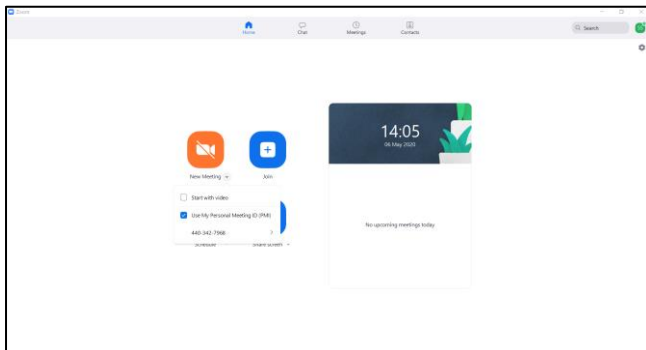 Zoom
Home Chat Meetings Contacts
Search
14:05
06 May 2020
New Meeting Join
Start with video
Use My Personal Meeting ID (PMI)
440-342-7968
No upcoming meetings today
Schedule Share screen